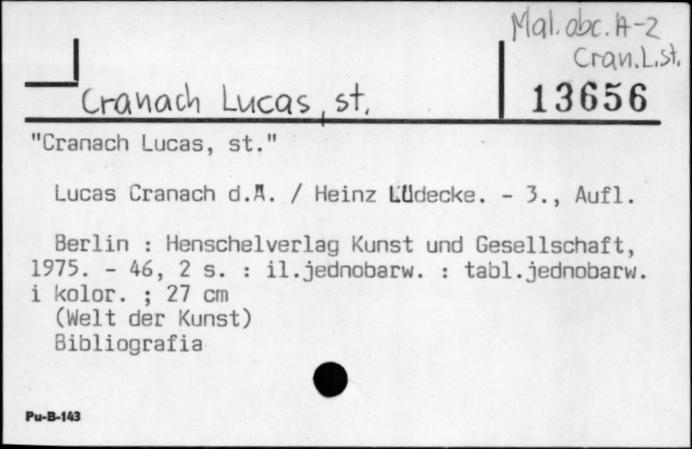 Mal. obc. A-2
Cran. L. st.
Cranach Lucas, st.
13656
"Cranach Lucas, st."
Lucas Cranach d.Ä. / Heinz Lüdecke. - 3., Aufl.
Berlin : Henschelverlag Kunst und Gesellschaft,
1975. - 46, 2 s. : il.jednobarw. : tabl.jednobarw.
i kolor. ; 27 cm
(Welt der Kunst)
Bibliografia
Pu-B-143